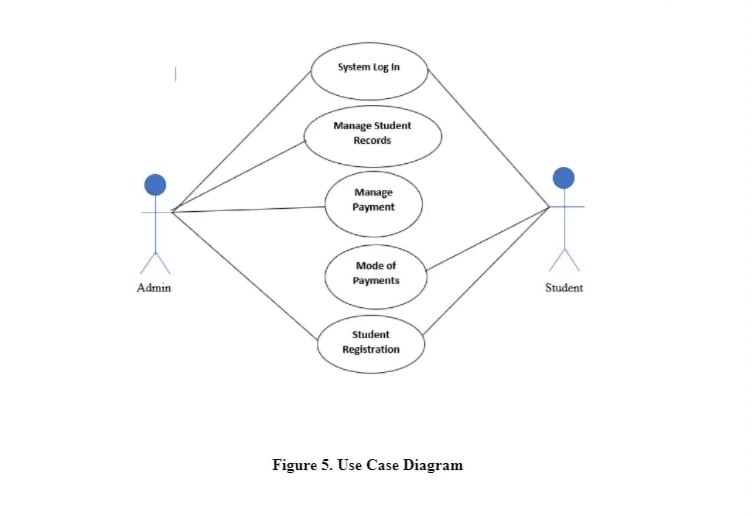 System Log In
Manage Student
Records
Manage
Payment
Mode of
Payments
Student
Registration
Admin
Student
Figure 5. Use Case Diagram